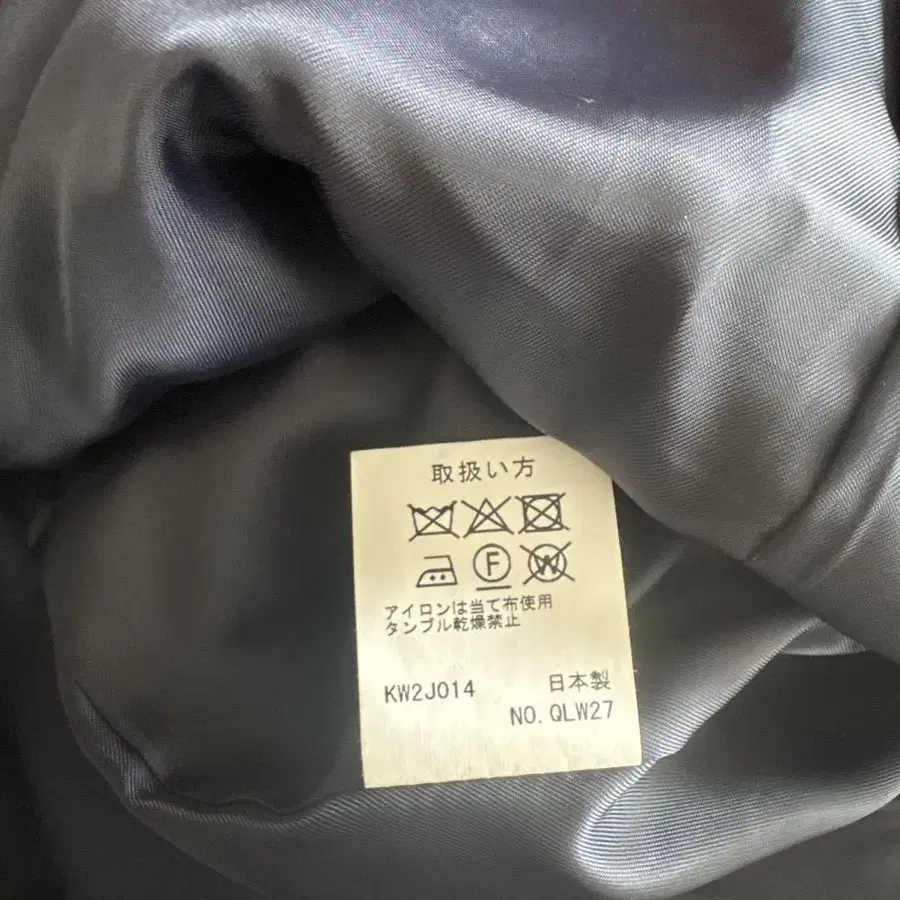 取扱い方
F W
アイロンは当て布使用
タンブル乾燥禁止
KW2J014 日本製
NO. QLW27